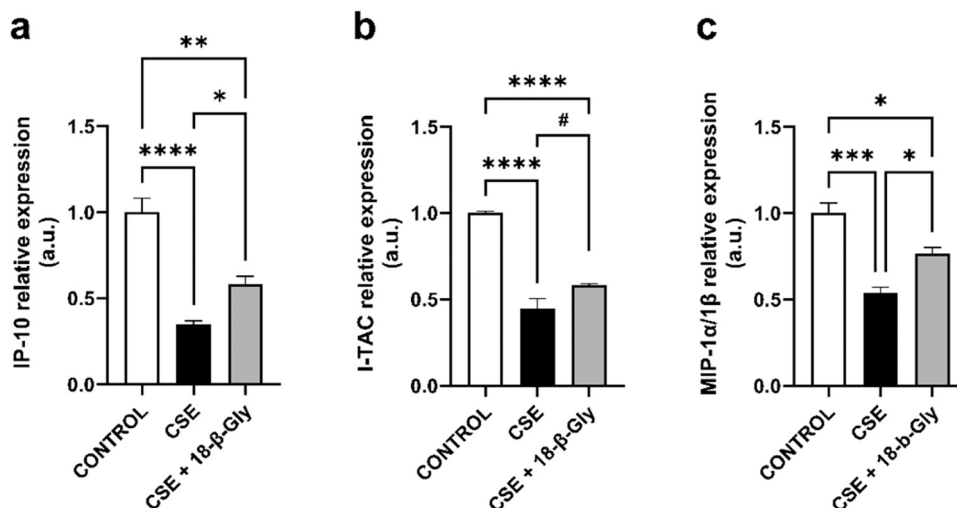 a
**
*
****
1.5
1.0
0.5
0.0
IP-10 relative expression
(a.u.)
CONTROL
CSE
CSE + 18-β-Gly
b
****
#
****
1.5
1.0
0.5
0.0
I-TAC relative expression
(a.u.)
CONTROL
CSE
CSE + 18-β-Gly
c
*
***
*
1.5
1.0
0.5
0.0
MIP-1α/1β relative expression
(a.u.)
CONTROL
CSE
CSE + 18-b-Gly